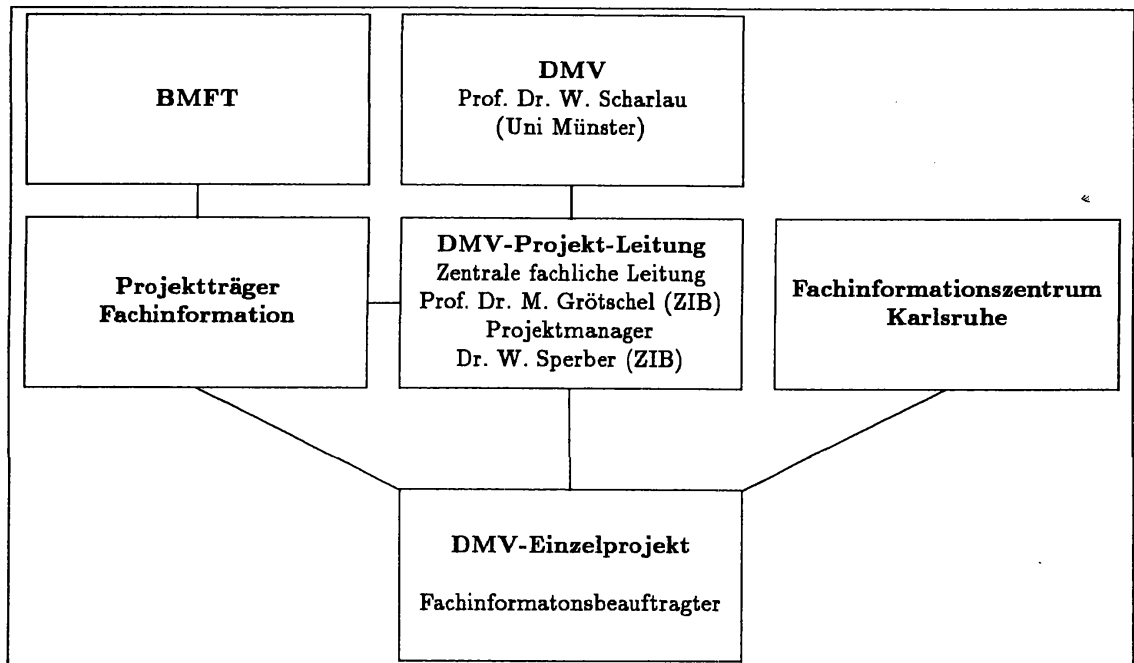 BMFT
DMV
Prof. Dr. W. Scharlau
(Uni Münster)
Projektträger
Fachinformation
DMV-Projekt-Leitung
Zentrale fachliche Leitung
Prof. Dr. M. Grötschel (ZIB)
Projektmanager
Dr. W. Sperber (ZIB)
Fachinformationszentrum
Karlsruhe
DMV-Einzelprojekt
Fachinformatonsbeauftragter